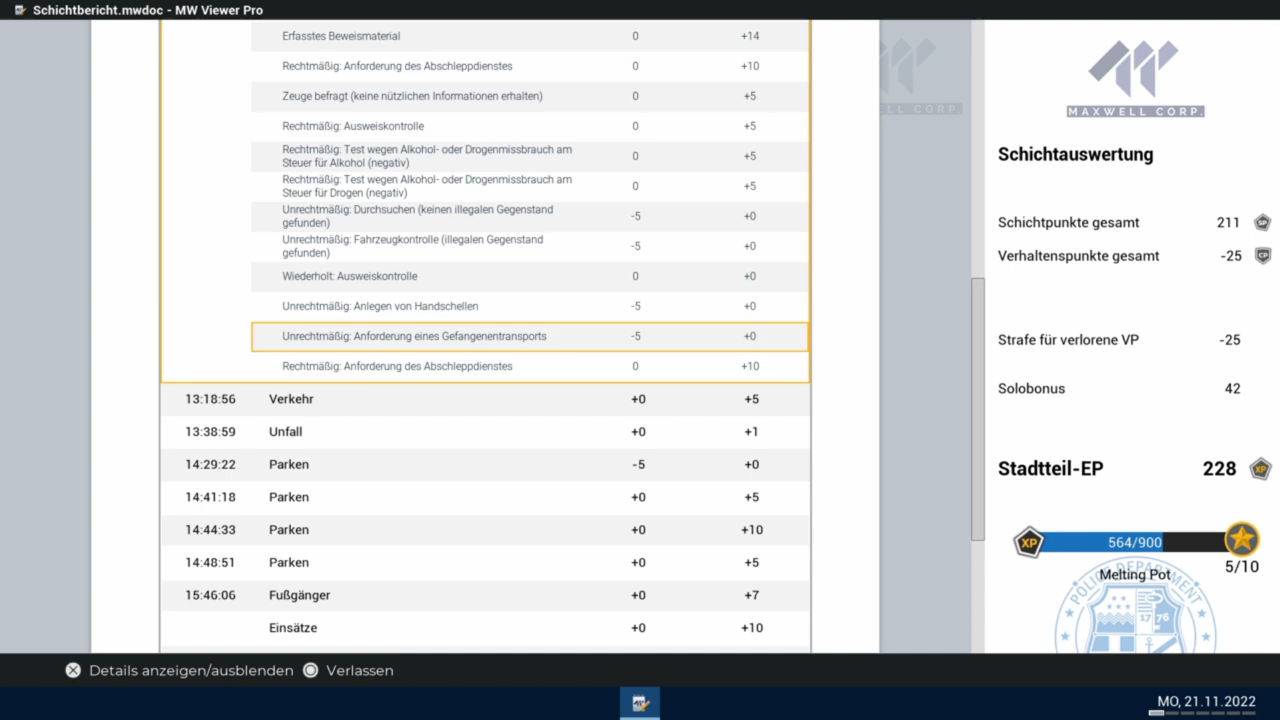 Schichtbericht.mwdoc - MW Viewer Pro
Erfasstes Beweismaterial 0 +14
Rechtmäßig: Anforderung des Abschleppdienstes 0 +10
Zeuge befragt (keine nützlichen Informationen erhalten) 0 +5
Rechtmäßig: Ausweiskontrolle 0 +5
Rechtmäßig: Test wegen Alkohol- oder Drogenmissbrauch am
Steuer für Alkohol (negativ) 0 +5
Rechtmäßig: Test wegen Alkohol- oder Drogenmissbrauch am
Steuer für Drogen (negativ) 0 +5
Unrechtmäßig: Durchsuchen (keinen illegalen Gegenstand
gefunden) -5 +0
Unrechtmäßig: Fahrzeugkontrolle (illegalen Gegenstand
gefunden) -5 +0
Wiederholt: Ausweiskontrolle 0 +0
Unrechtmäßig: Anlegen von Handschellen -5 +0
Unrechtmäßig: Anforderung eines Gefangenentransports -5 +0
Rechtmäßig: Anforderung des Abschleppdienstes 0 +10
13:18:56 Verkehr +0 +5
13:38:59 Unfall +0 +1
14:29:22 Parken -5 +0
14:41:18 Parken +0 +5
14:44:33 Parken +0 +10
14:48:51 Parken +0 +5
15:46:06 Fußgänger +0 +7
Einsätze +0 +10
LL CORP.
MAXWELL CORP.
Schichtauswertung
Schichtpunkte gesamt 211 SP
Verhaltenspunkte gesamt -25 CP
Strafe für verlorene VP -25
Solobonus 42
Stadtteil-EP 228 XP
XP 564/900
5/10
Melting Pot
POLICE DEPARTMENT
1776
Details anzeigen/ausblenden Verlassen
MO, 21.11.2022